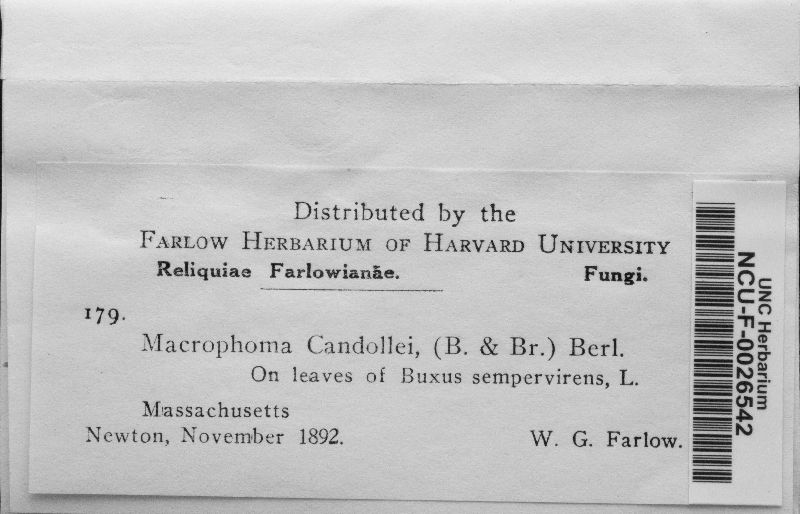 Distributed by the
FARLOW HERBARIUM OF HARVARD UNIVERSITY
Reliquiae Farlowianae. Fungi.
179.
Macrophoma Candollei, (B. & Br.) Berl.
On leaves of Buxus sempervirens, L.
Massachusetts
Newton, November 1892. W. G. Farlow.
UNC Herbarium
NCU-F-0026542